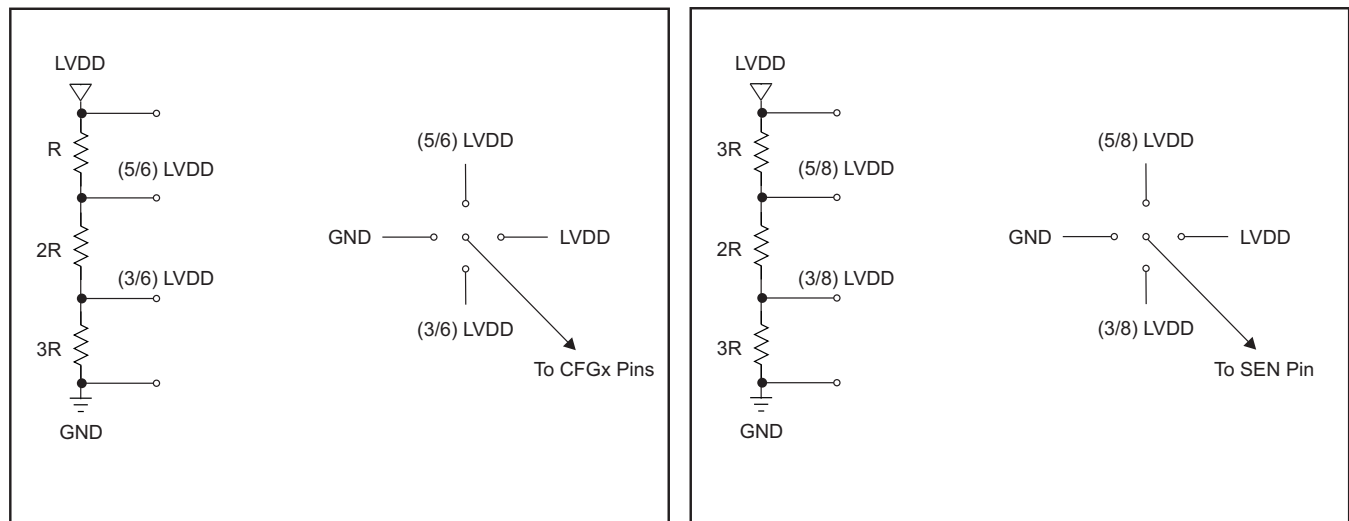 LVDD
R
(5/6) LVDD
2R
(3/6) LVDD
3R
GND
(5/6) LVDD
GND
LVDD
(3/6) LVDD
To CFGx Pins
LVDD
3R
(5/8) LVDD
2R
(3/8) LVDD
3R
GND
(5/8) LVDD
GND
LVDD
(3/8) LVDD
To SEN Pin